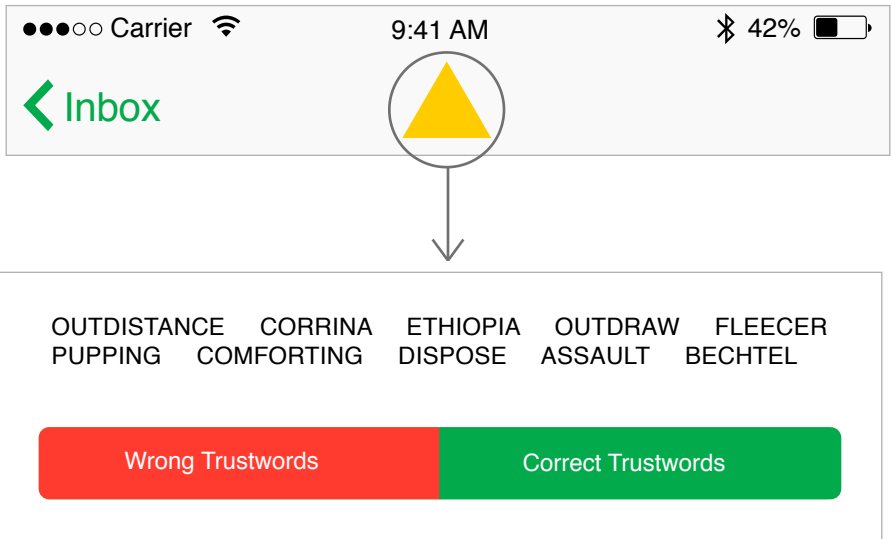 Carrier 9:41 AM 42%
Inbox
OUTDISTANCE CORRINA ETHIOPIA OUTDRAW FLEECER
PUPPING COMFORTING DISPOSE ASSAULT BECHTEL
Wrong Trustwords Correct Trustwords